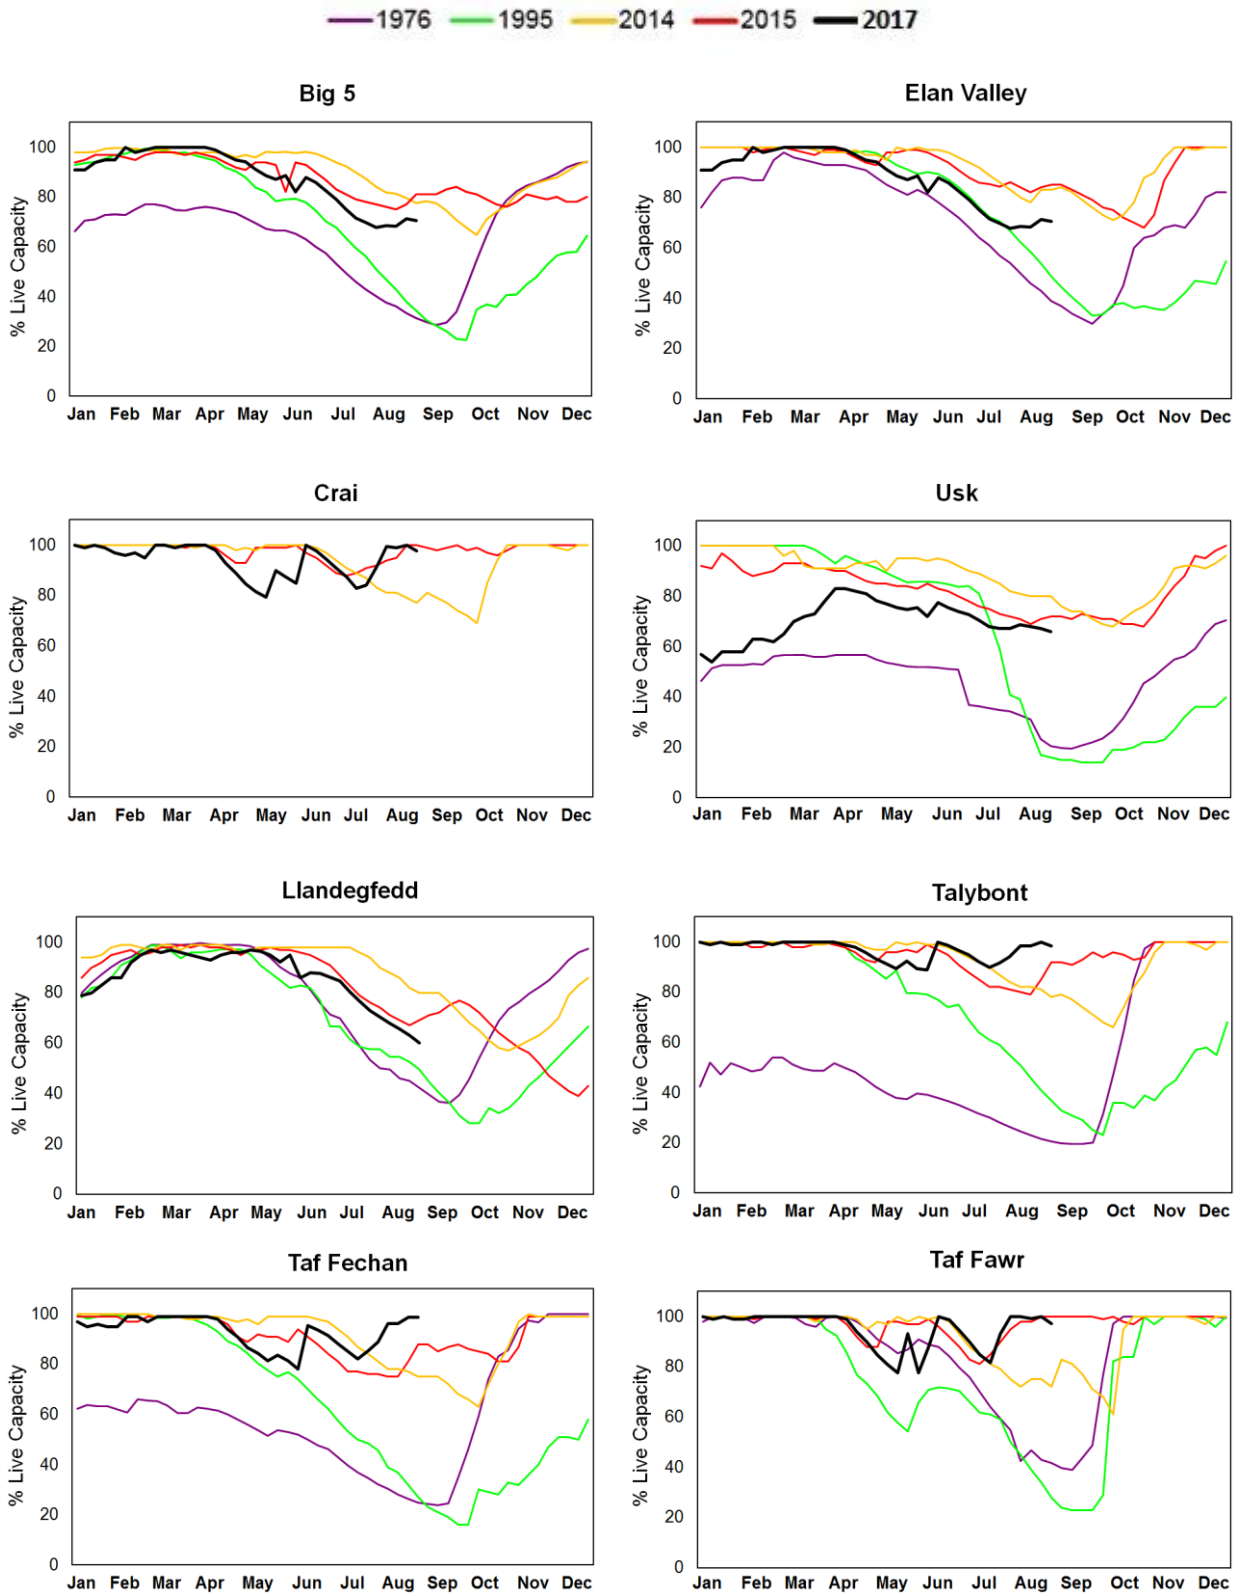 1976 1995 2014 2015 2017
Big 5
% Live Capacity
100
80
60
40
20
0
Jan Feb Mar Apr May Jun Jul Aug Sep Oct Nov Dec
Elan Valley
% Live Capacity
100
80
60
40
20
0
Jan Feb Mar Apr May Jun Jul Aug Sep Oct Nov Dec
Crai
% Live Capacity
100
80
60
40
20
0
Jan Feb Mar Apr May Jun Jul Aug Sep Oct Nov Dec
Usk
% Live Capacity
100
80
60
40
20
0
Jan Feb Mar Apr May Jun Jul Aug Sep Oct Nov Dec
Llandegfedd
% Live Capacity
100
80
60
40
20
0
Jan Feb Mar Apr May Jun Jul Aug Sep Oct Nov Dec
Talybont
% Live Capacity
100
80
60
40
20
0
Jan Feb Mar Apr May Jun Jul Aug Sep Oct Nov Dec
Taf Fechan
% Live Capacity
100
80
60
40
20
0
Jan Feb Mar Apr May Jun Jul Aug Sep Oct Nov Dec
Taf Fawr
% Live Capacity
100
80
60
40
20
0
Jan Feb Mar Apr May Jun Jul Aug Sep Oct Nov Dec